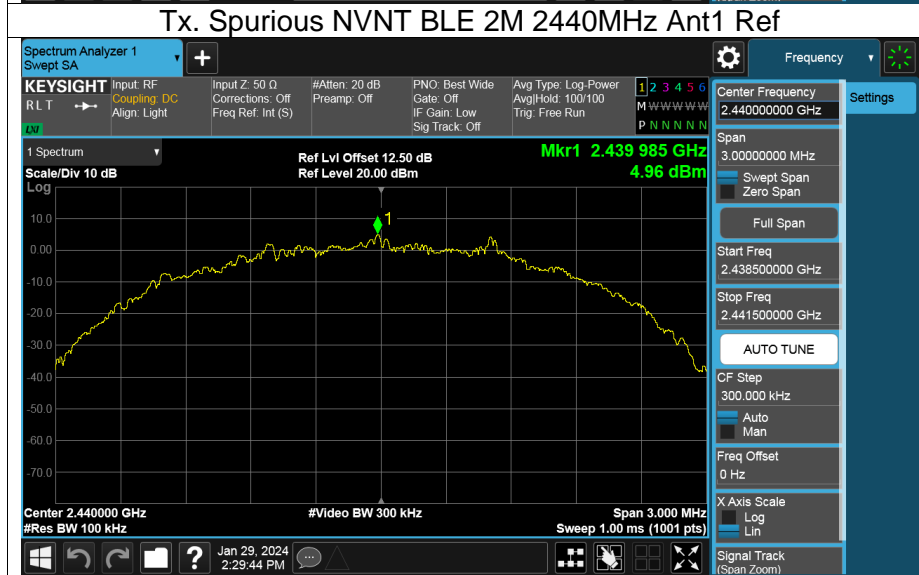 Tx. Spurious NVNT BLE 2M 2440MHz Ant1 Ref
Spectrum Analyzer 1
Swept SA
+
Frequency
KEYSIGHT
RLT
LXI
Input: RF
Coupling: DC
Align: Light
Input Z: 50 Ω
Corrections: Off
Freq Ref: Int (S)
#Atten: 20 dB
Preamp: Off
PNO: Best Wide
Gate: Off
IF Gain: Low
Sig Track: Off
Avg Type: Log-Power
Avg|Hold: 100/100
Trig: Free Run
1 2 3 4 5 6
M W W W W W
P N N N N N
1 Spectrum
Scale/Div 10 dB
Log
Ref Lvl Offset 12.50 dB
Ref Level 20.00 dBm
Mkr1 2.439 985 GHz
4.96 dBm
1
10.0
0.00
-10.0
-20.0
-30.0
-40.0
-50.0
-60.0
-70.0
Center 2.440000 GHz
#Res BW 100 kHz
#Video BW 300 kHz
Span 3.000 MHz
Sweep 1.00 ms (1001 pts)
Center Frequency
2.440000000 GHz
Settings
Span
3.00000000 MHz
Swept Span
Zero Span
Full Span
Start Freq
2.438500000 GHz
Stop Freq
2.441500000 GHz
AUTO TUNE
CF Step
300.000 kHz
Auto
Man
Freq Offset
0 Hz
X Axis Scale
Log
Lin
Signal Track
(Span Zoom)
?
Jan 29, 2024
2:29:44 PM